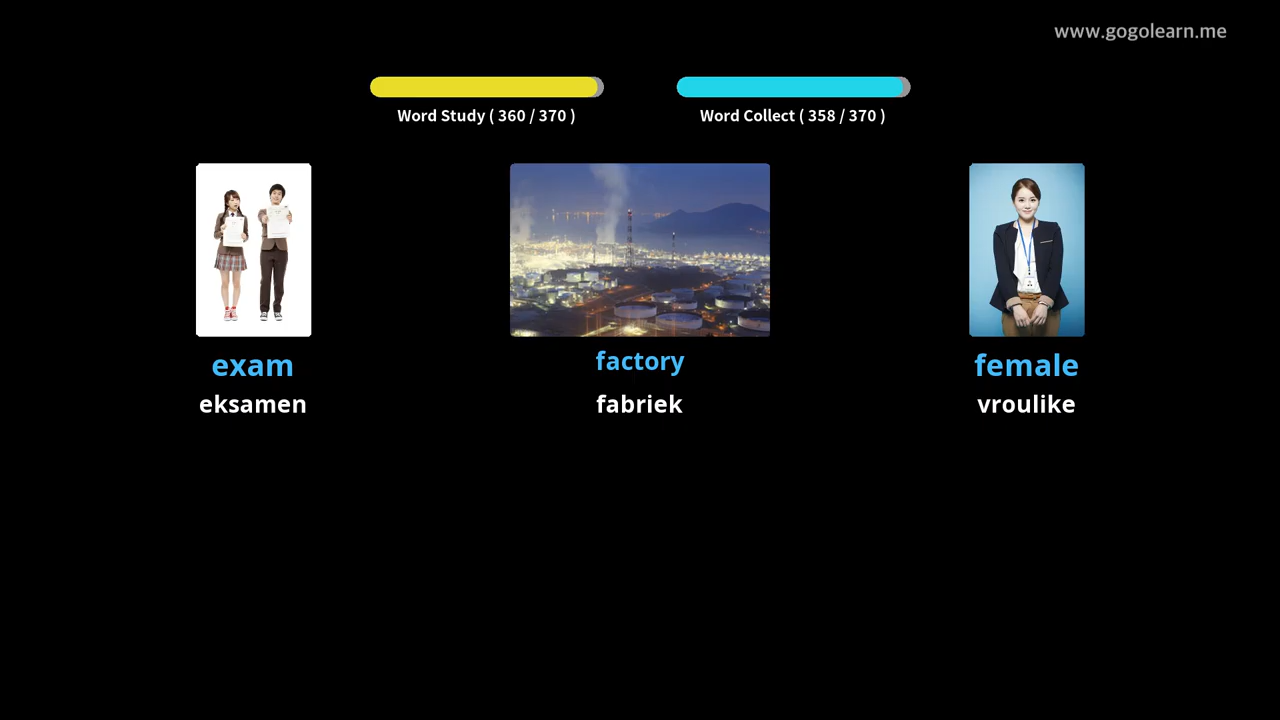 www.gogolearn.me
Word Study ( 360 / 370 )
Word Collect ( 358 / 370 )
exam
factory
female
eksamen
fabriek
vroulike